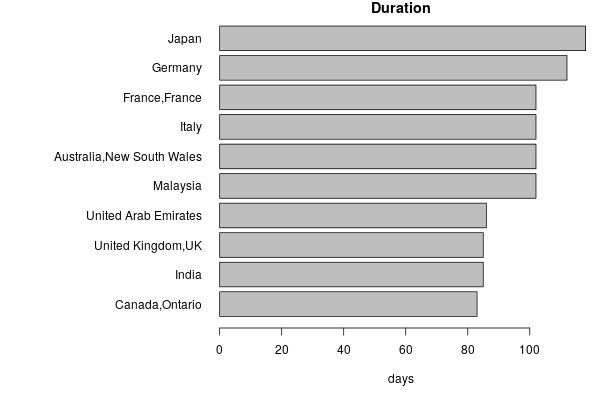 Duration
Japan
Germany
France,France
Italy
Australia,New South Wales
Malaysia
United Arab Emirates
United Kingdom,UK
India
Canada,Ontario
0 20 40 60 80 100
days